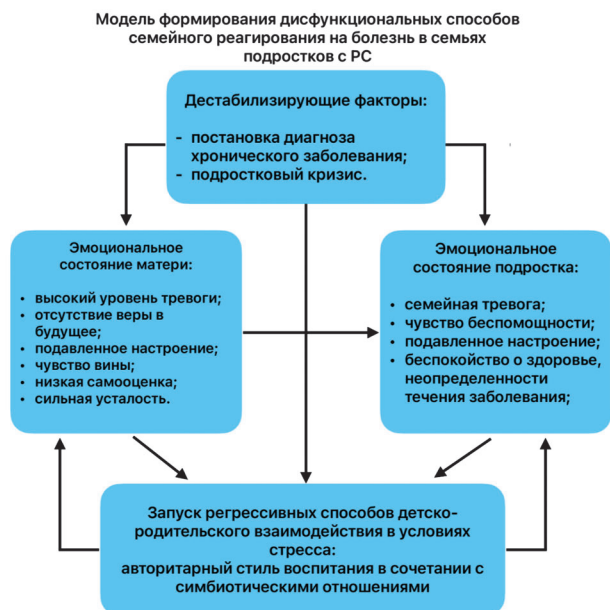 Модель формирования дисфункциональных способов
семейного реагирования на болезнь в семьях
подростков с РС
Дестабилизирующие факторы:
- постановка диагноза
хронического заболевания;
- подростковый кризис.
Эмоциональное
состояние матери:
• высокий уровень тревоги;
• отсутствие веры в
будущее;
• подавленное настроение;
• чувство вины;
• низкая самооценка;
• сильная усталость.
Эмоциональное
состояние подростка:
• семейная тревога;
• чувство беспомощности;
• подавленное настроение;
• беспокойство о здоровье,
неопределенности
течения заболевания;
Запуск регрессивных способов детско-
родительского взаимодействия в условиях
стресса:
авторитарный стиль воспитания в сочетании с
симбиотическими отношениями